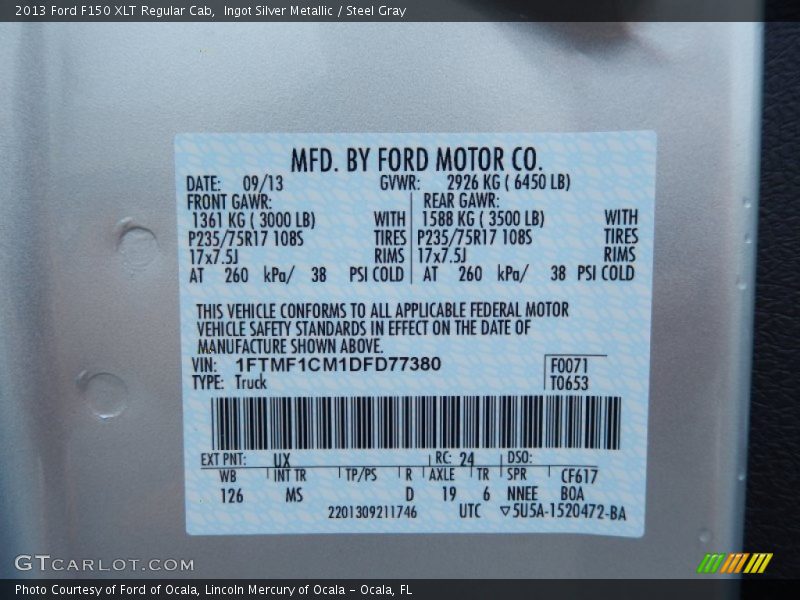 2013 Ford F150 XLT Regular Cab,  Ingot Silver Metallic / Steel Gray
MFD. BY FORD MOTOR CO.
DATE: 09/13 GVWR: 2926 KG ( 6450 LB)
FRONT GAWR: REAR GAWR:
1361 KG ( 3000 LB) WITH 1588 KG ( 3500 LB) WITH
P235/75R17 108S TIRES P235/75R17 108S TIRES
17x7.5J RIMS 17x7.5J RIMS
AT 260 kPa/ 38 PSI COLD AT 260 kPa/ 38 PSI COLD
THIS VEHICLE CONFORMS TO ALL APPLICABLE FEDERAL MOTOR
VEHICLE SAFETY STANDARDS IN EFFECT ON THE DATE OF
MANUFACTURE SHOWN ABOVE.
VIN: 1FTMF1CM1DFD77380 F0071
TYPE: Truck T0653
EXT PNT: UX RC: 24 DSO:
WB INT TR TP/PS R AXLE TR SPR CF617
126 MS D 19 6 NNEE BOA
2201309211746 UTC ▽5U5A-1520472-BA
GTCARLOT.COM
Photo Courtesy of Ford of Ocala, Lincoln Mercury of Ocala - Ocala, FL